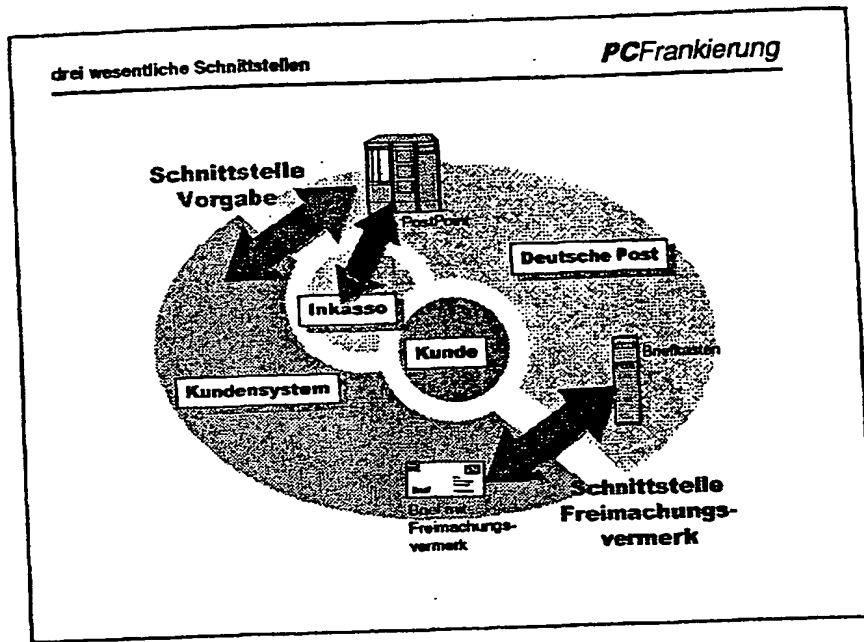 drei wesentliche Schnittstellen
PCFrankierung
Schnittstelle
Vorgabe
PostPoint
Deutsche Post
Inkasso
Kunde
Briefkasten
Kundensystem
Brief
Brief mit
Freimachungs-
vermerk
Schnittstelle
Freimachungs-
vermerk